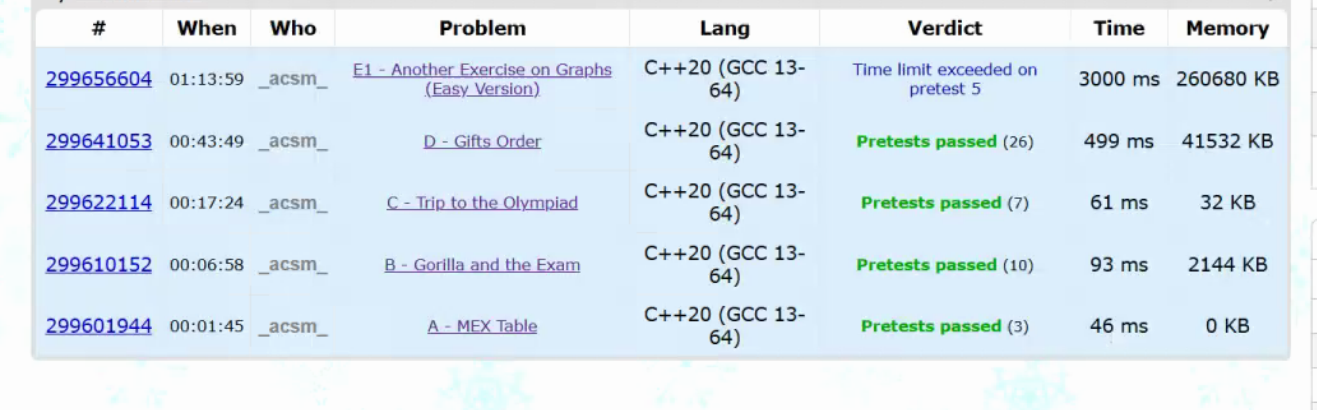 # When Who Problem Lang Verdict Time Memory
299656604 01:13:59 _acsm_ E1 - Another Exercise on Graphs (Easy Version) C++20 (GCC 13-64) Time limit exceeded on pretest 5 3000 ms 260680 KB
299641053 00:43:49 _acsm_ D - Gifts Order C++20 (GCC 13-64) Pretests passed (26) 499 ms 41532 KB
299622114 00:17:24 _acsm_ C - Trip to the Olympiad C++20 (GCC 13-64) Pretests passed (7) 61 ms 32 KB
299610152 00:06:58 _acsm_ B - Gorilla and the Exam C++20 (GCC 13-64) Pretests passed (10) 93 ms 2144 KB
299601944 00:01:45 _acsm_ A - MEX Table C++20 (GCC 13-64) Pretests passed (3) 46 ms 0 KB